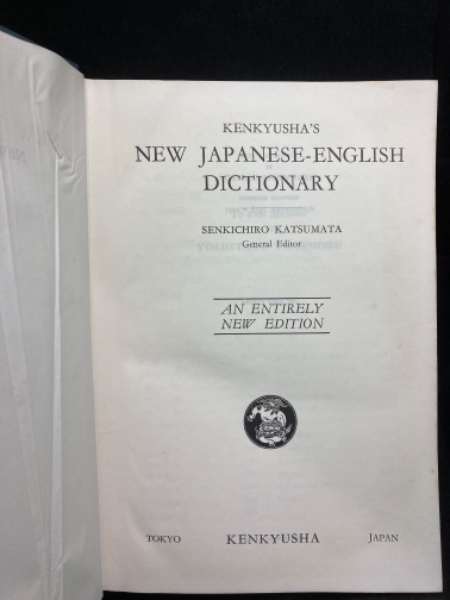 KENKYUSHA'S
NEW JAPANESE-ENGLISH
DICTIONARY
SENKICHIRO KATSUMATA
General Editor
AN ENTIRELY
NEW EDITION
TOKYO KENKYUSHA JAPAN